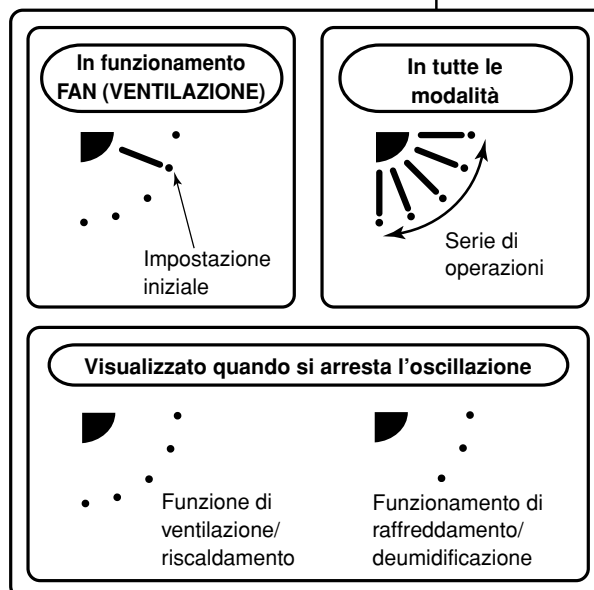 In funzionamento
FAN (VENTILAZIONE)
Impostazione
iniziale
In tutte le
modalità
Serie di
operazioni
Visualizzato quando si arresta l'oscillazione
Funzione di
ventilazione/
riscaldamento
Funzionamento di
raffreddamento/
deumidificazione